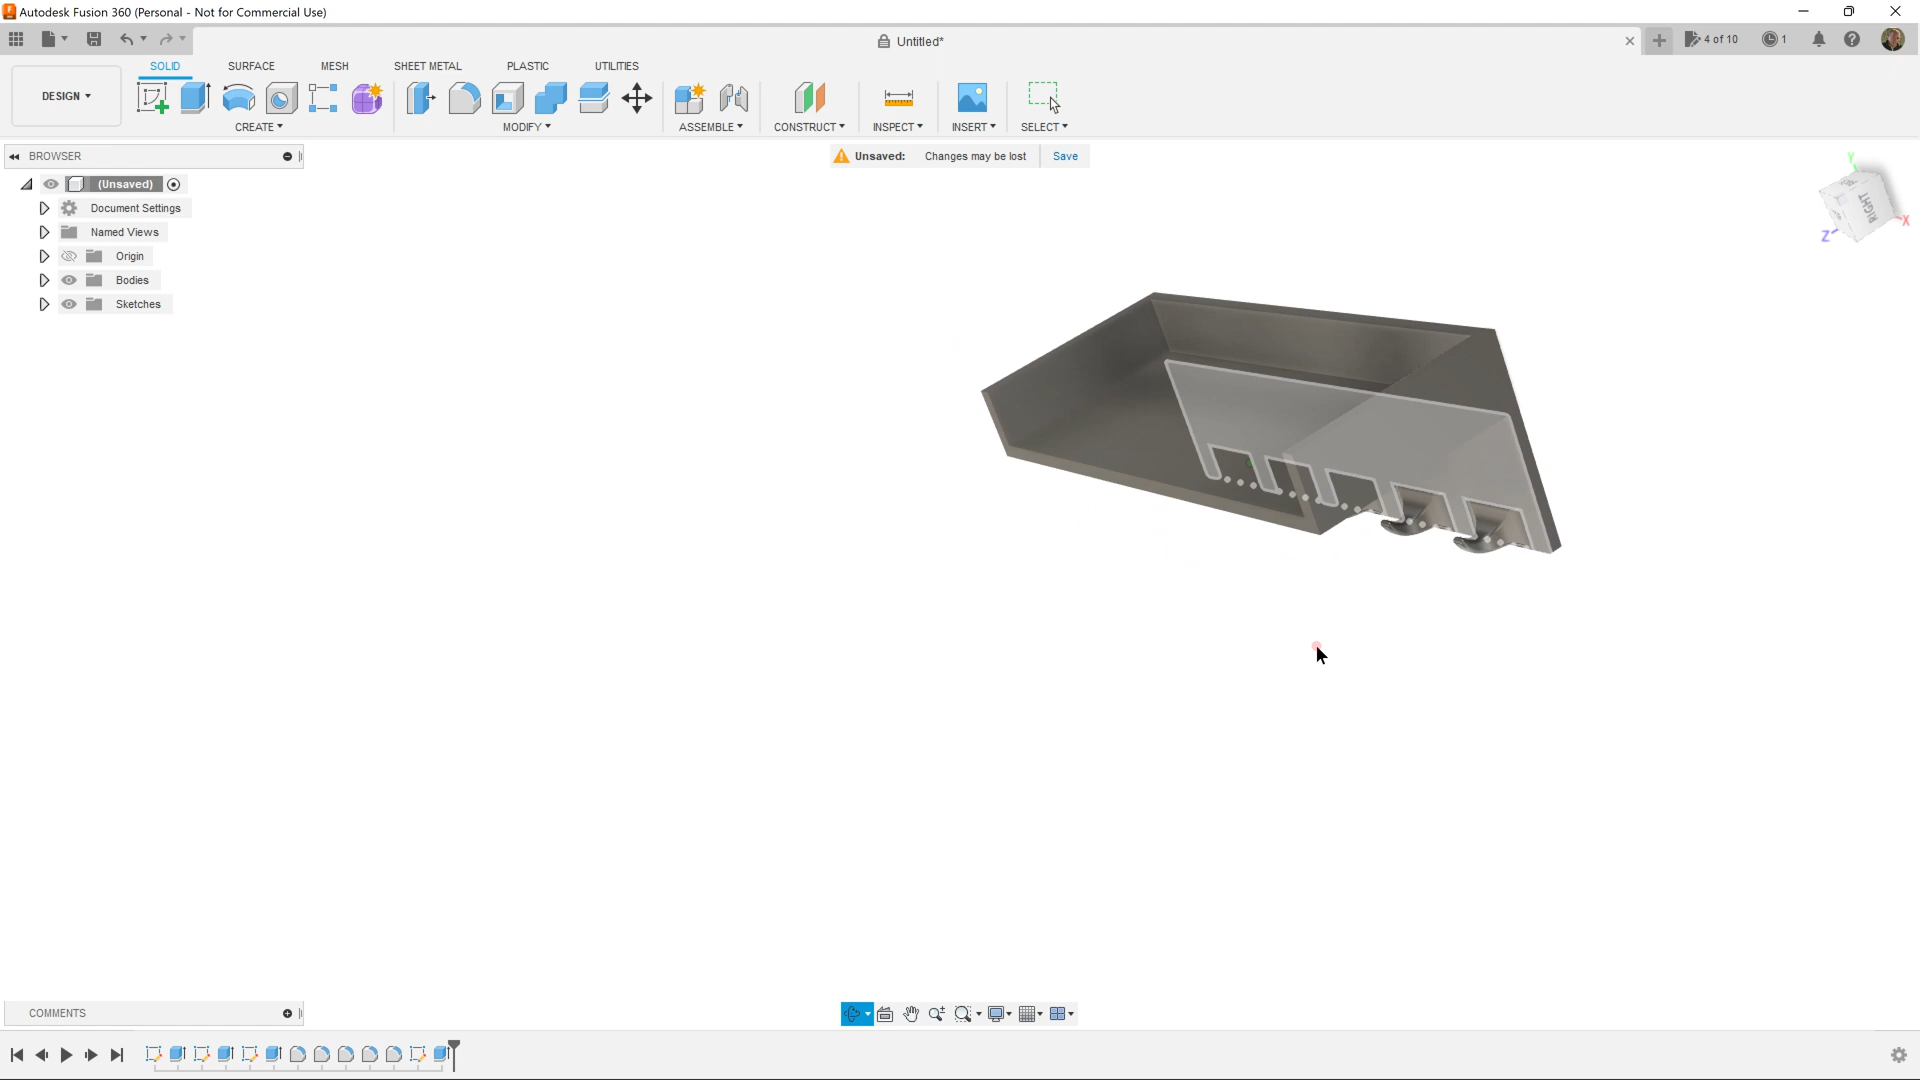 Autodesk Fusion 360 (Personal - Not for Commercial Use)
Untitled*
4 of 10
1
DESIGN
SOLID
SURFACE
MESH
SHEET METAL
PLASTIC
UTILITIES
CREATE
MODIFY
ASSEMBLE
CONSTRUCT
INSPECT
INSERT
SELECT
BROWSER
Unsaved: Changes may be lost Save
(Unsaved)
Document Settings
Named Views
Origin
Bodies
Sketches
Y
RIGHT
X
Z
COMMENTS